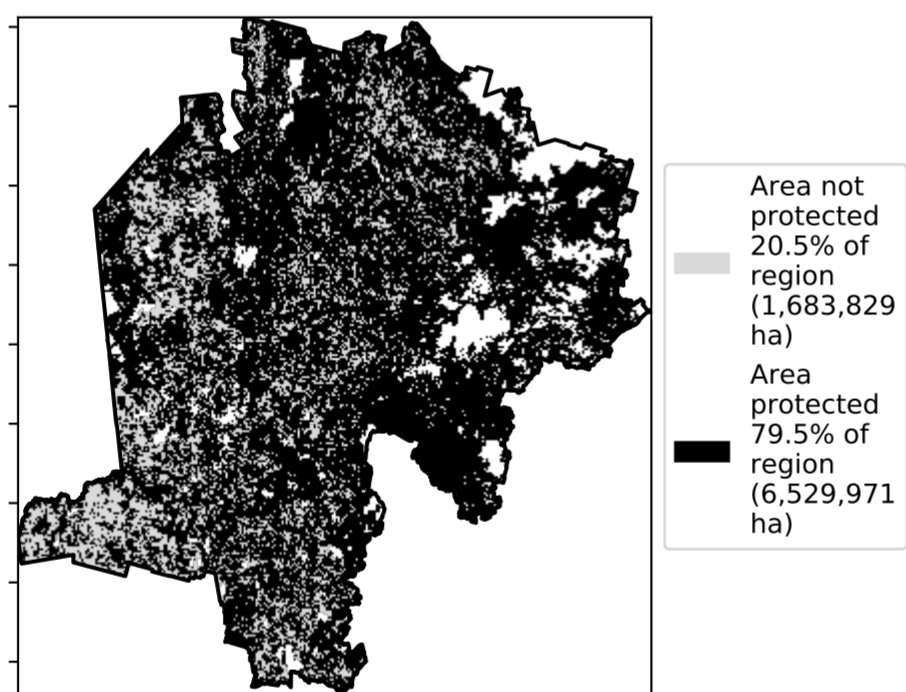 Area not
protected
20.5% of
region
(1,683,829
ha)
Area
protected
79.5% of
region
(6,529,971
ha)